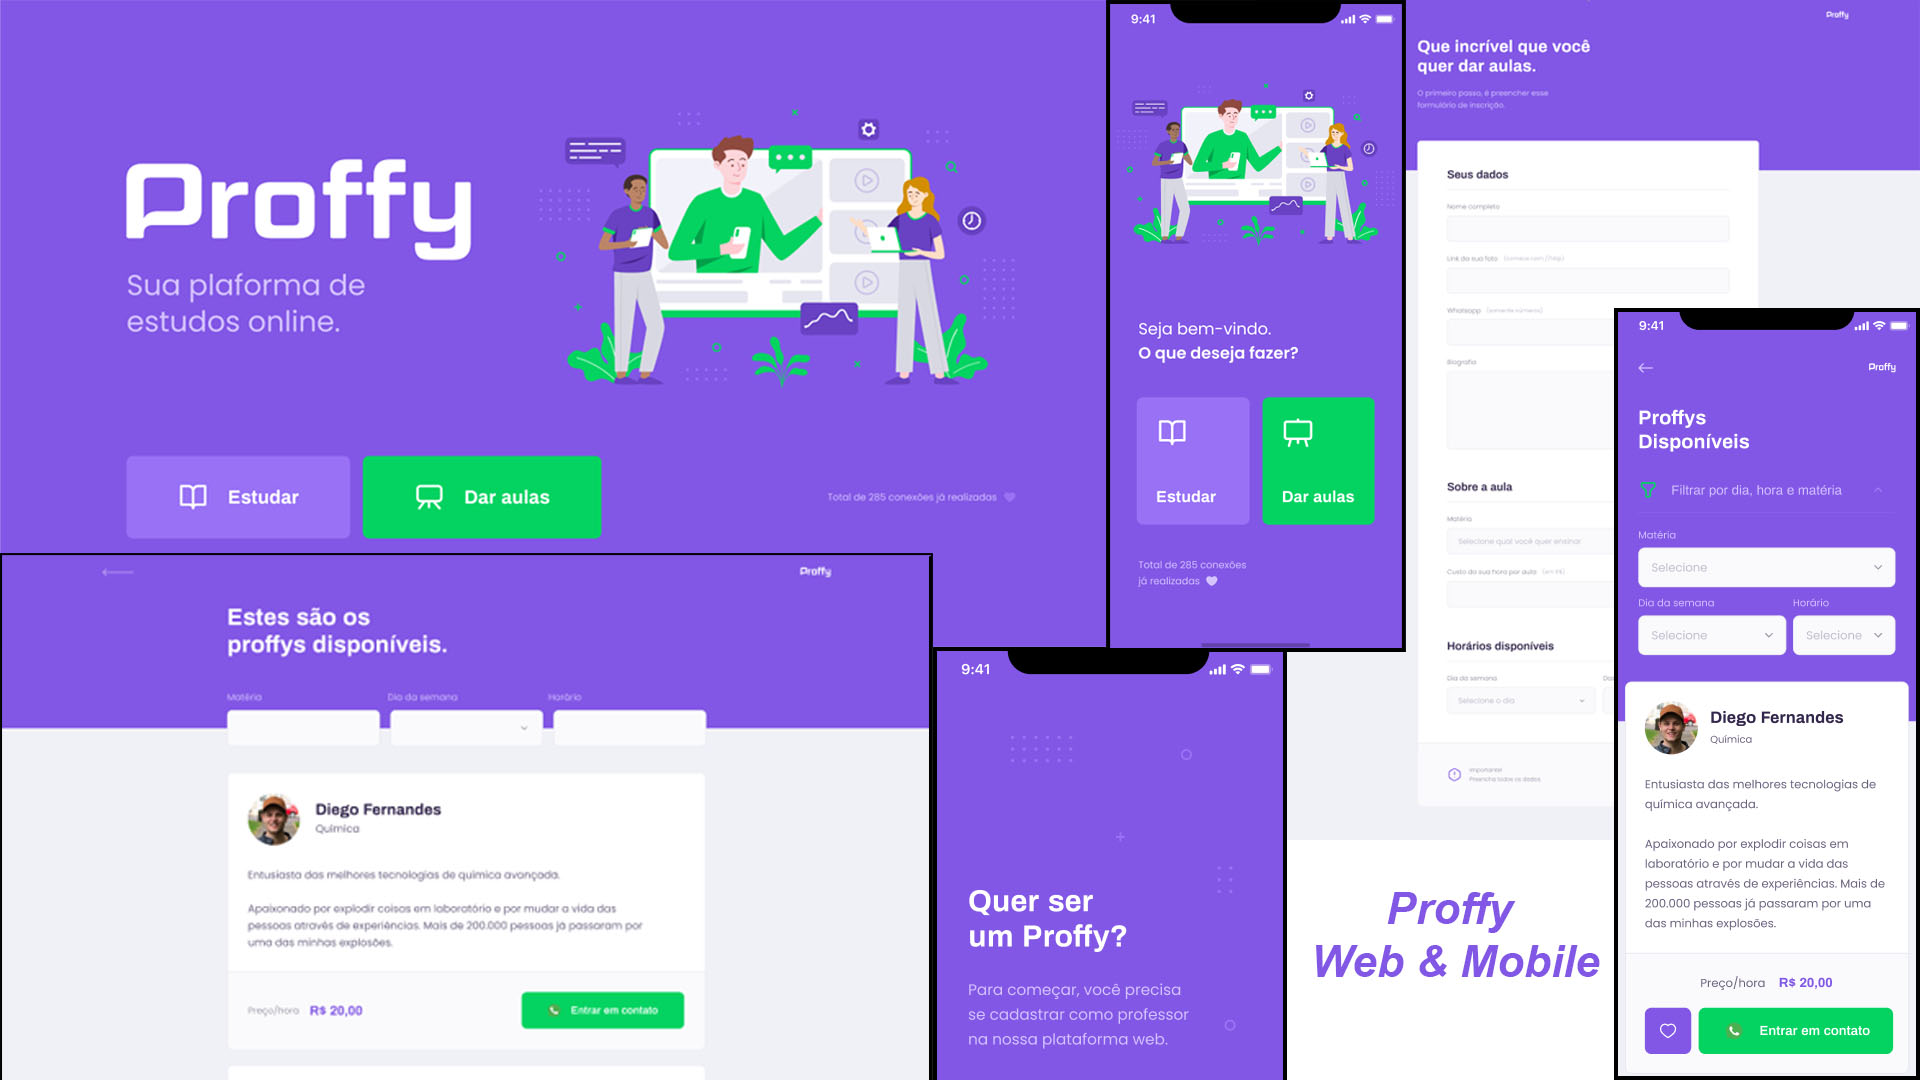 Proffy
Sua plaforma de
estudos online.
Estudar
Dar aulas
Total de 285 conexões já realizadas
9:41
Seja bem-vindo.
O que deseja fazer?
Estudar
Dar aulas
Total de 285 conexões
já realizadas
Proffy
Que incrível que você
quer dar aulas.
O primeiro passo, é preencher esse
formulário de inscrição.
Seus dados
Nome completo
Link da sua foto (comece com //http)
Whatsapp (somente números)
Biografia
Sobre a aula
Matéria
Selecione qual você quer ensinar
Custo da sua hora por aula (em R$)
Horários disponíveis
Dia da semana
Selecione o dia
Importante!
Preencha todos os dados
Proffy
Estes são os
proffys disponíveis.
Matéria
Dia da semana
Horário
Diego Fernandes
Química
Entusiasta das melhores tecnologias de química avançada.
Apaixonado por explodir coisas em laboratório e por mudar a vida das
pessoas através de experiências. Mais de 200.000 pessoas já passaram por
uma das minhas explosões.
Preço/hora R$ 20,00
Entrar em contato
9:41
Quer ser
um Proffy?
Para começar, você precisa
se cadastrar como professor
na nossa plataforma web.
Proffy
Web & Mobile
9:41
Proffy
Proffys
Disponíveis
Filtrar por dia, hora e matéria
Matéria
Selecione
Dia da semana
Horário
Selecione
Selecione
Diego Fernandes
Química
Entusiasta das melhores tecnologias de
química avançada.
Apaixonado por explodir coisas em
laboratório e por mudar a vida das
pessoas através de experiências. Mais de
200.000 pessoas já passaram por uma
das minhas explosões.
Preço/hora R$ 20,00
Entrar em contato